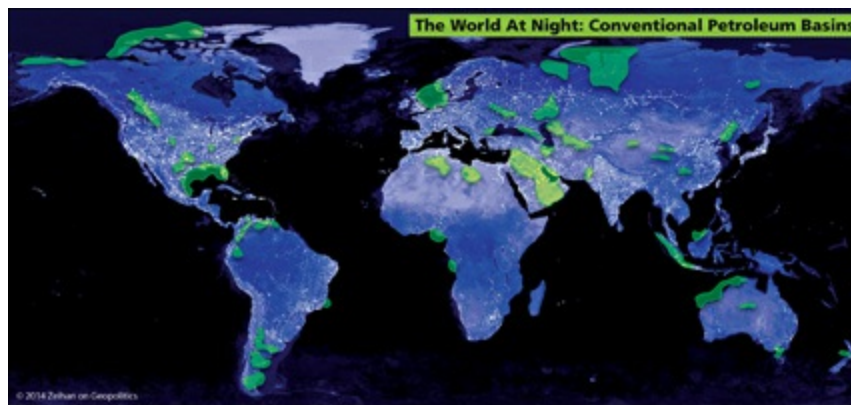 The World At Night: Conventional Petroleum Basins
© 2014 Zeihan on Geopolitics